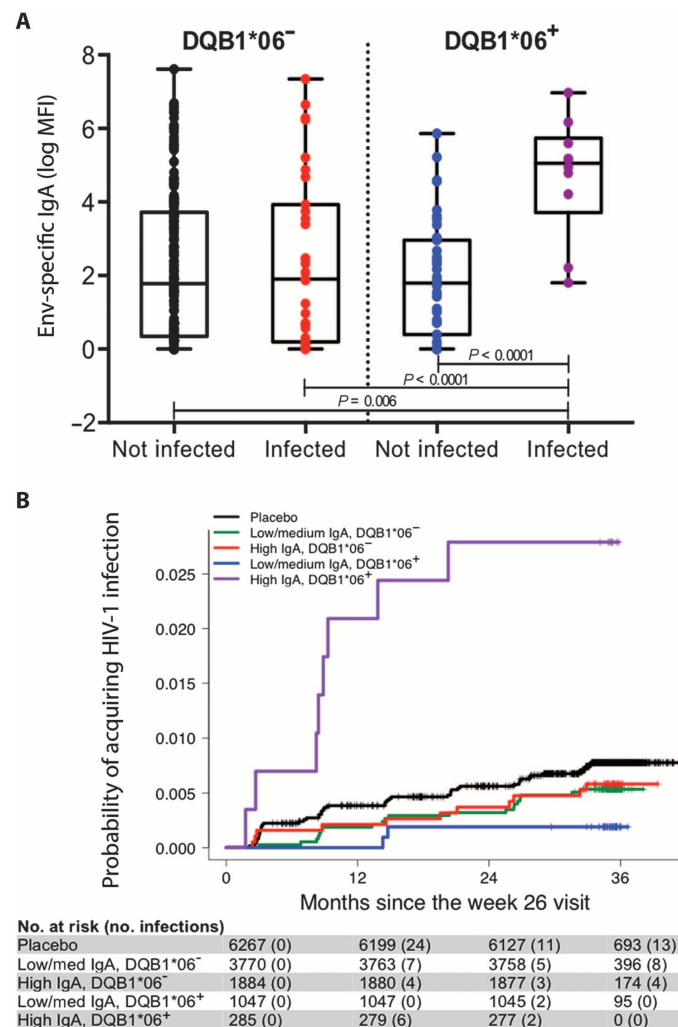 A
DQB1*06⁻ DQB1*06⁺
Env-specific IgA (log MFI)
8
6
4
2
0
−2
P < 0.0001
P < 0.0001
P = 0.006
Not infected Infected Not infected Infected
B
Placebo
Low/medium IgA, DQB1*06⁻
High IgA, DQB1*06⁻
Low/medium IgA, DQB1*06⁺
High IgA, DQB1*06⁺
Probability of acquiring HIV-1 infection
0.025
0.020
0.015
0.010
0.005
0.000
0 12 24 36
Months since the week 26 visit
No. at risk (no. infections)
Placebo 6267 (0) 6199 (24) 6127 (11) 693 (13)
Low/med IgA, DQB1*06⁻ 3770 (0) 3763 (7) 3758 (5) 396 (8)
High IgA, DQB1*06⁻ 1884 (0) 1880 (4) 1877 (3) 174 (4)
Low/med IgA, DQB1*06⁺ 1047 (0) 1047 (0) 1045 (2) 95 (0)
High IgA, DQB1*06⁺ 285 (0) 279 (6) 277 (2) 0 (0)